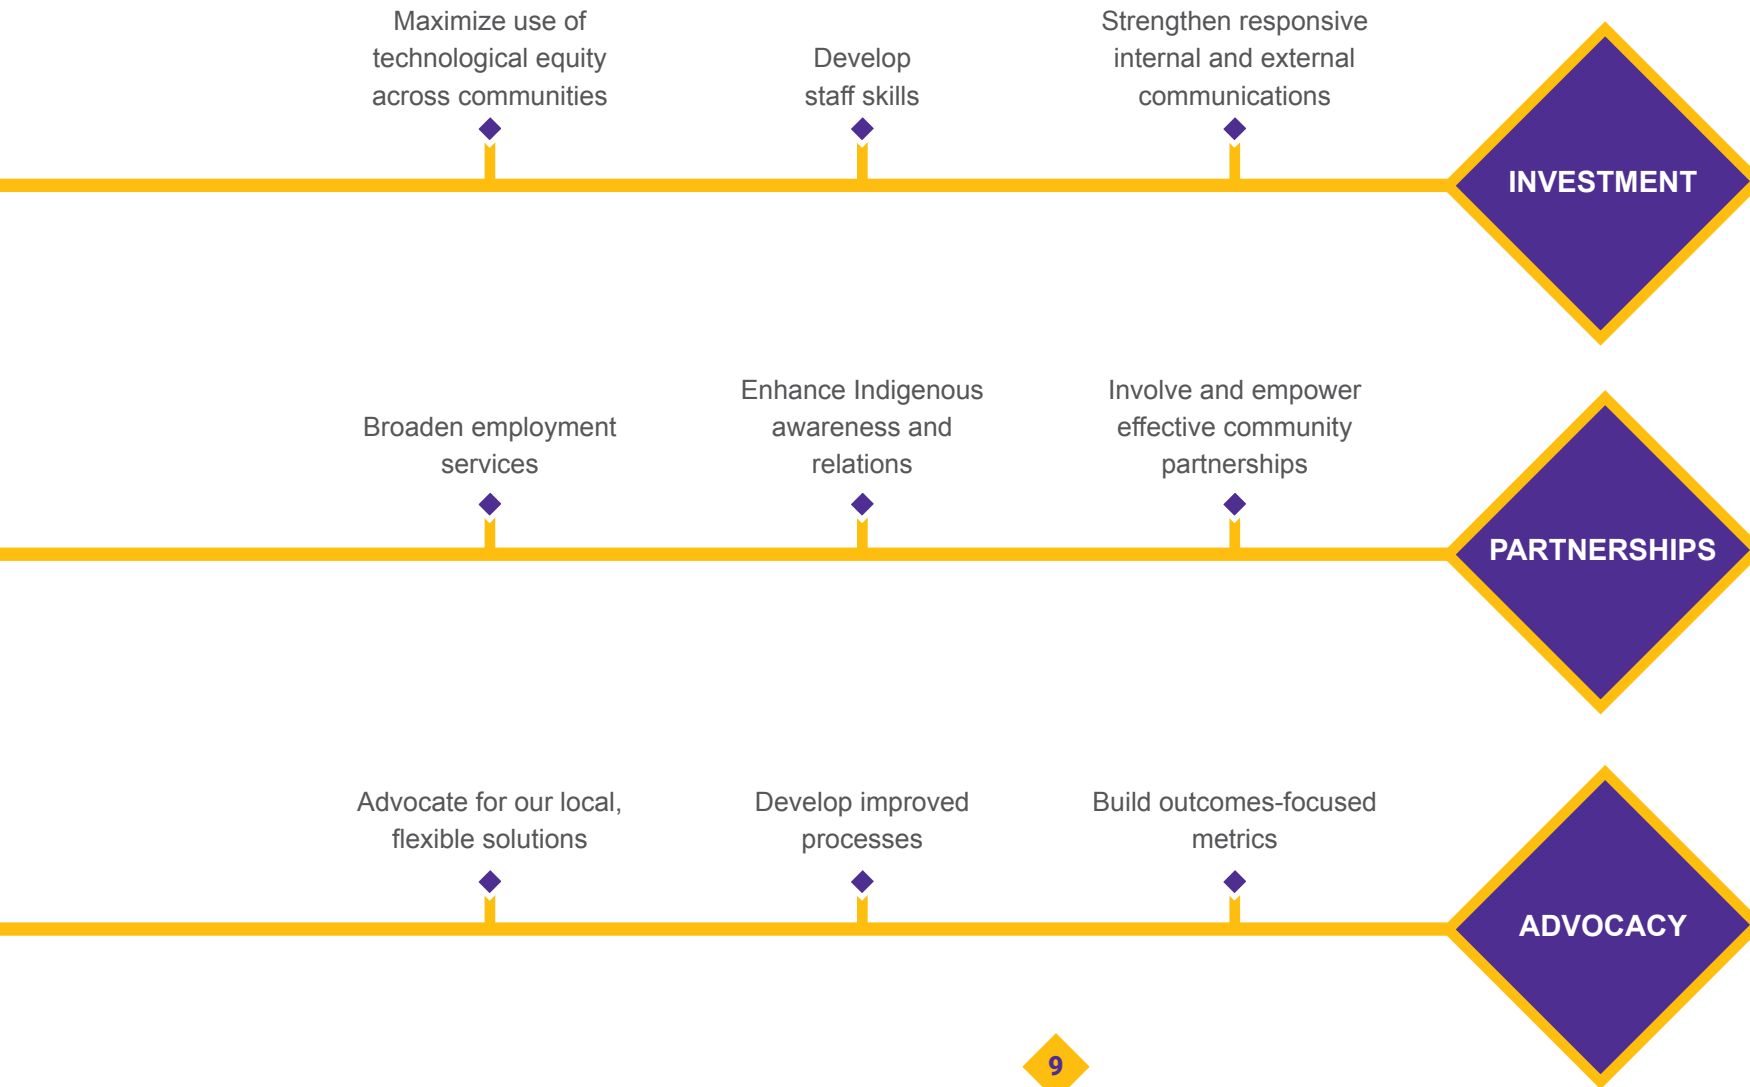 Maximize use of
technological equity
across communities
Develop
staff skills
Strengthen responsive
internal and external
communications
INVESTMENT
Broaden employment
services
Enhance Indigenous
awareness and
relations
Involve and empower
effective community
partnerships
PARTNERSHIPS
Advocate for our local,
flexible solutions
Develop improved
processes
Build outcomes-focused
metrics
ADVOCACY
9